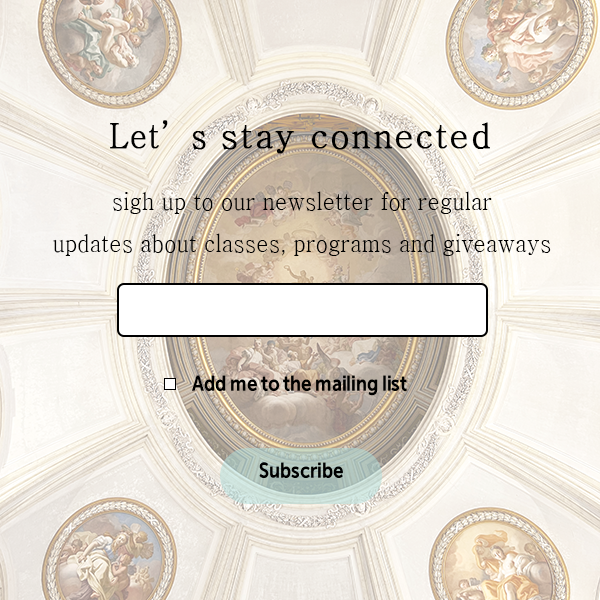 Let’s stay connected
sigh up to our newsletter for regular
updates about classes, programs and giveaways
Add me to the mailing list
Subscribe